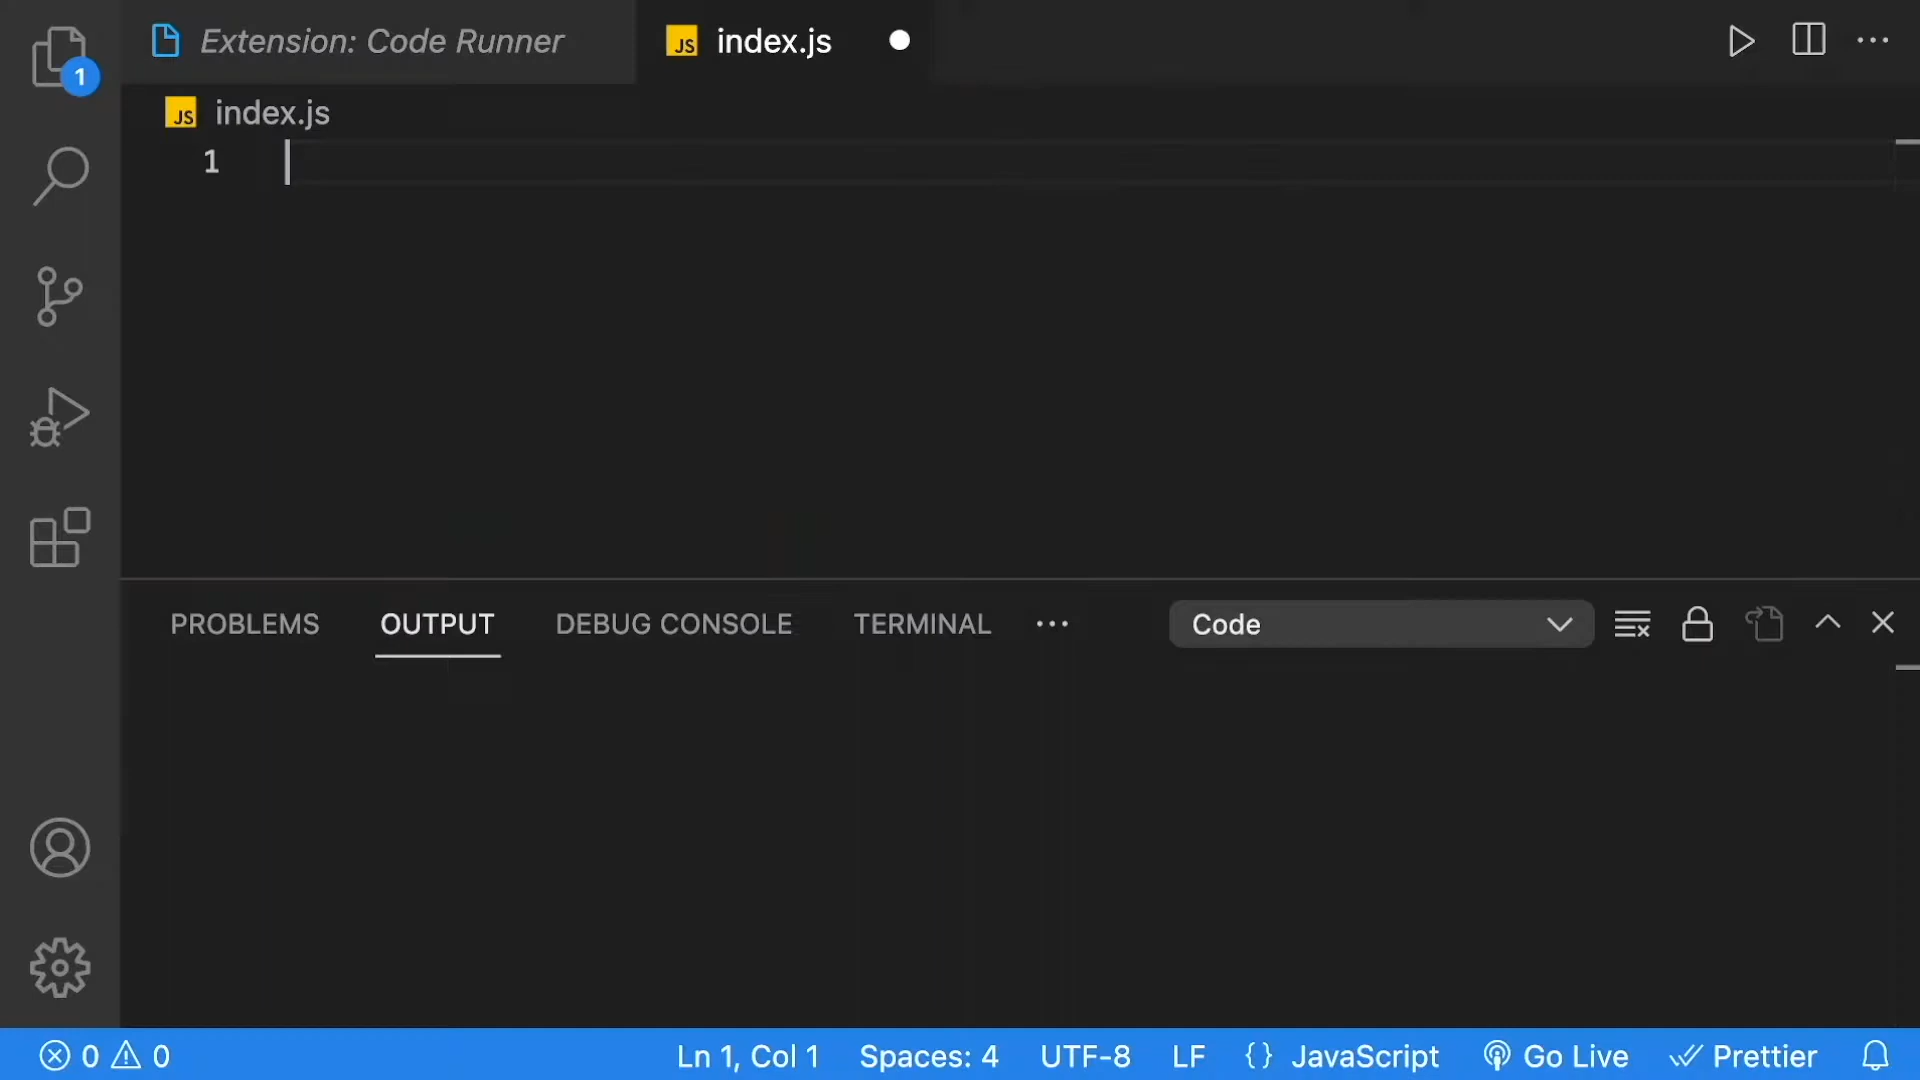 Extension: Code Runner
JS index.js
1
JS index.js
1
PROBLEMS OUTPUT DEBUG CONSOLE TERMINAL ··· Code
0 0 Ln 1, Col 1 Spaces: 4 UTF-8 LF {} JavaScript Go Live Prettier